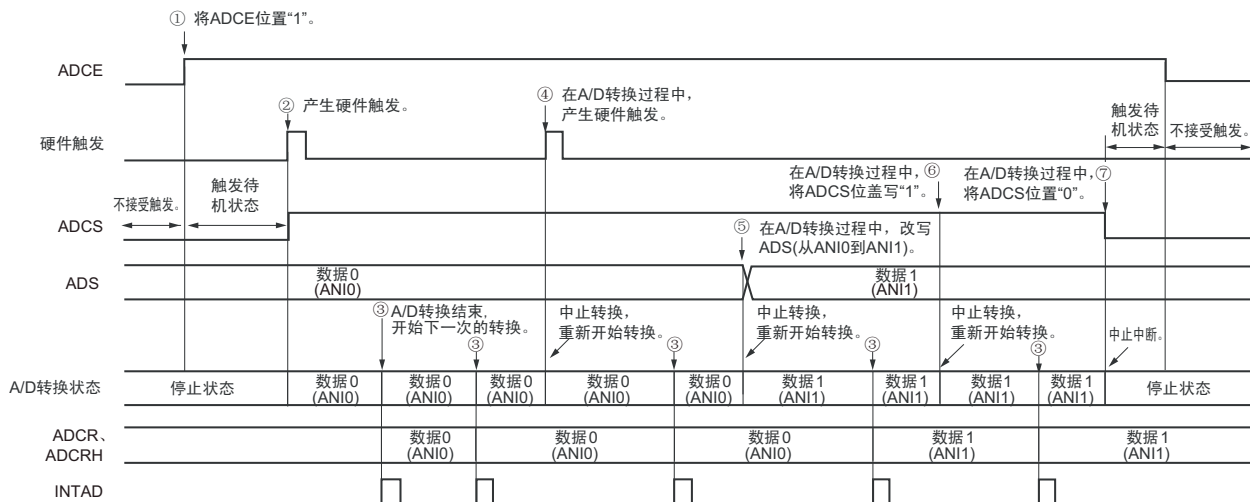 ① 将ADCE位置“1”。
ADCE
② 产生硬件触发。
④ 在A/D转换过程中,
产生硬件触发。
触发待
机状态
不接受触发。
硬件触发
在A/D转换过程中, ⑥
将ADCS位盖写“1”。
在A/D转换过程中, ⑦
将ADCS位置“0”。
不接受触发。
触发待
机状态
ADCS
⑤ 在A/D转换过程中，改写
ADS(从ANI0到ANI1)。
ADS
数据0
(ANI0)
数据1
(ANI1)
③ A/D转换结束,
开始下一次的转换。
③
中止转换，
重新开始转换。
③
中止转换，
重新开始转换。
③
中止转换，
重新开始转换。
③
中止中断。
A/D转换状态
停止状态
数据0
(ANI0)
数据0
(ANI0)
数据0
(ANI0)
数据0
(ANI0)
数据0
(ANI0)
数据1
(ANI1)
数据1
(ANI1)
数据1
(ANI1)
数据1
(ANI1)
停止状态
ADCR、
ADCRH
数据0
(ANI0)
数据0
(ANI0)
数据0
(ANI0)
数据1
(ANI1)
数据1
(ANI1)
INTAD